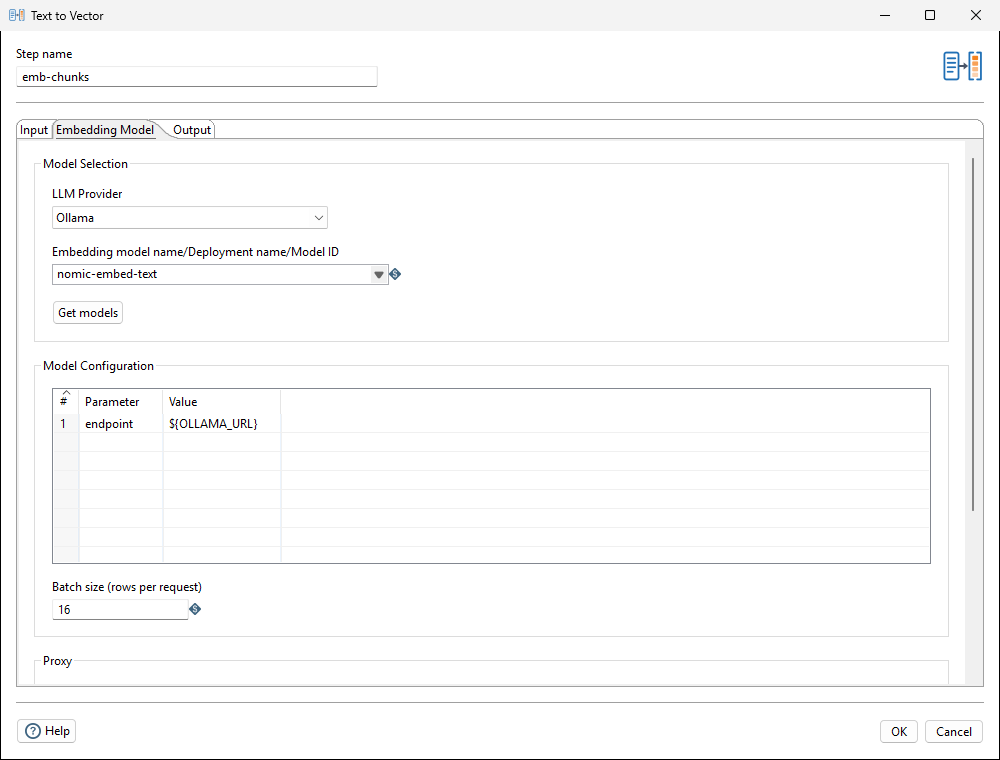 Text to Vector
Step name
emb-chunks
Input
Embedding Model
Output
Model Selection
LLM Provider
Ollama
Embedding model name/Deployment name/Model ID
nomic-embed-text
Get models
Model Configuration
# Parameter Value
1 endpoint ${OLLAMA_URL}
Batch size (rows per request)
16
Proxy
Help
OK
Cancel